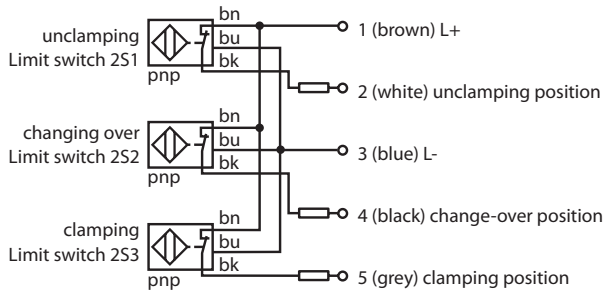 unclamping
Limit switch 2S1
pnp
bn
bu
bk
1 (brown) L+
2 (white) unclamping position
changing over
Limit switch 2S2
pnp
bn
bu
bk
3 (blue) L-
4 (black) change-over position
clamping
Limit switch 2S3
pnp
bn
bu
bk
5 (grey) clamping position